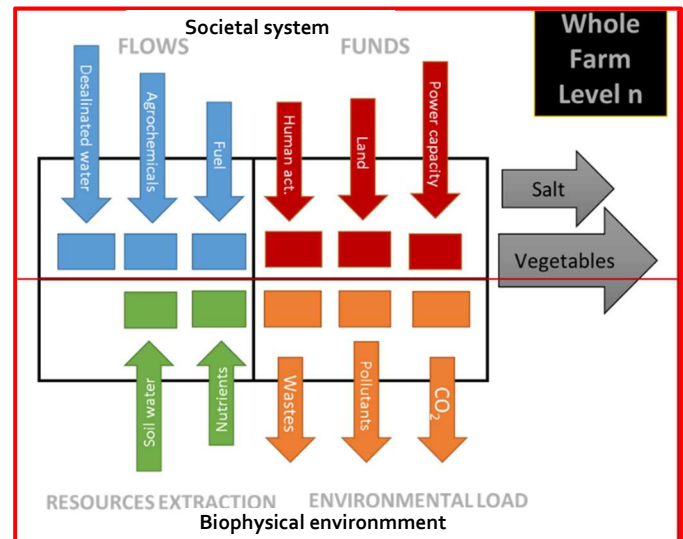 Societal system
FLOWS
FUNDS
Whole
Farm
Level n
Desalinated water
Agrochemicals
Fuel
Human act.
Land
Power capacity
Salt
Vegetables
Soil water
Nutrients
Wastes
Pollutants
CO₂
RESOURCES EXTRACTION
ENVIRONMENTAL LOAD
Biophysical environmment